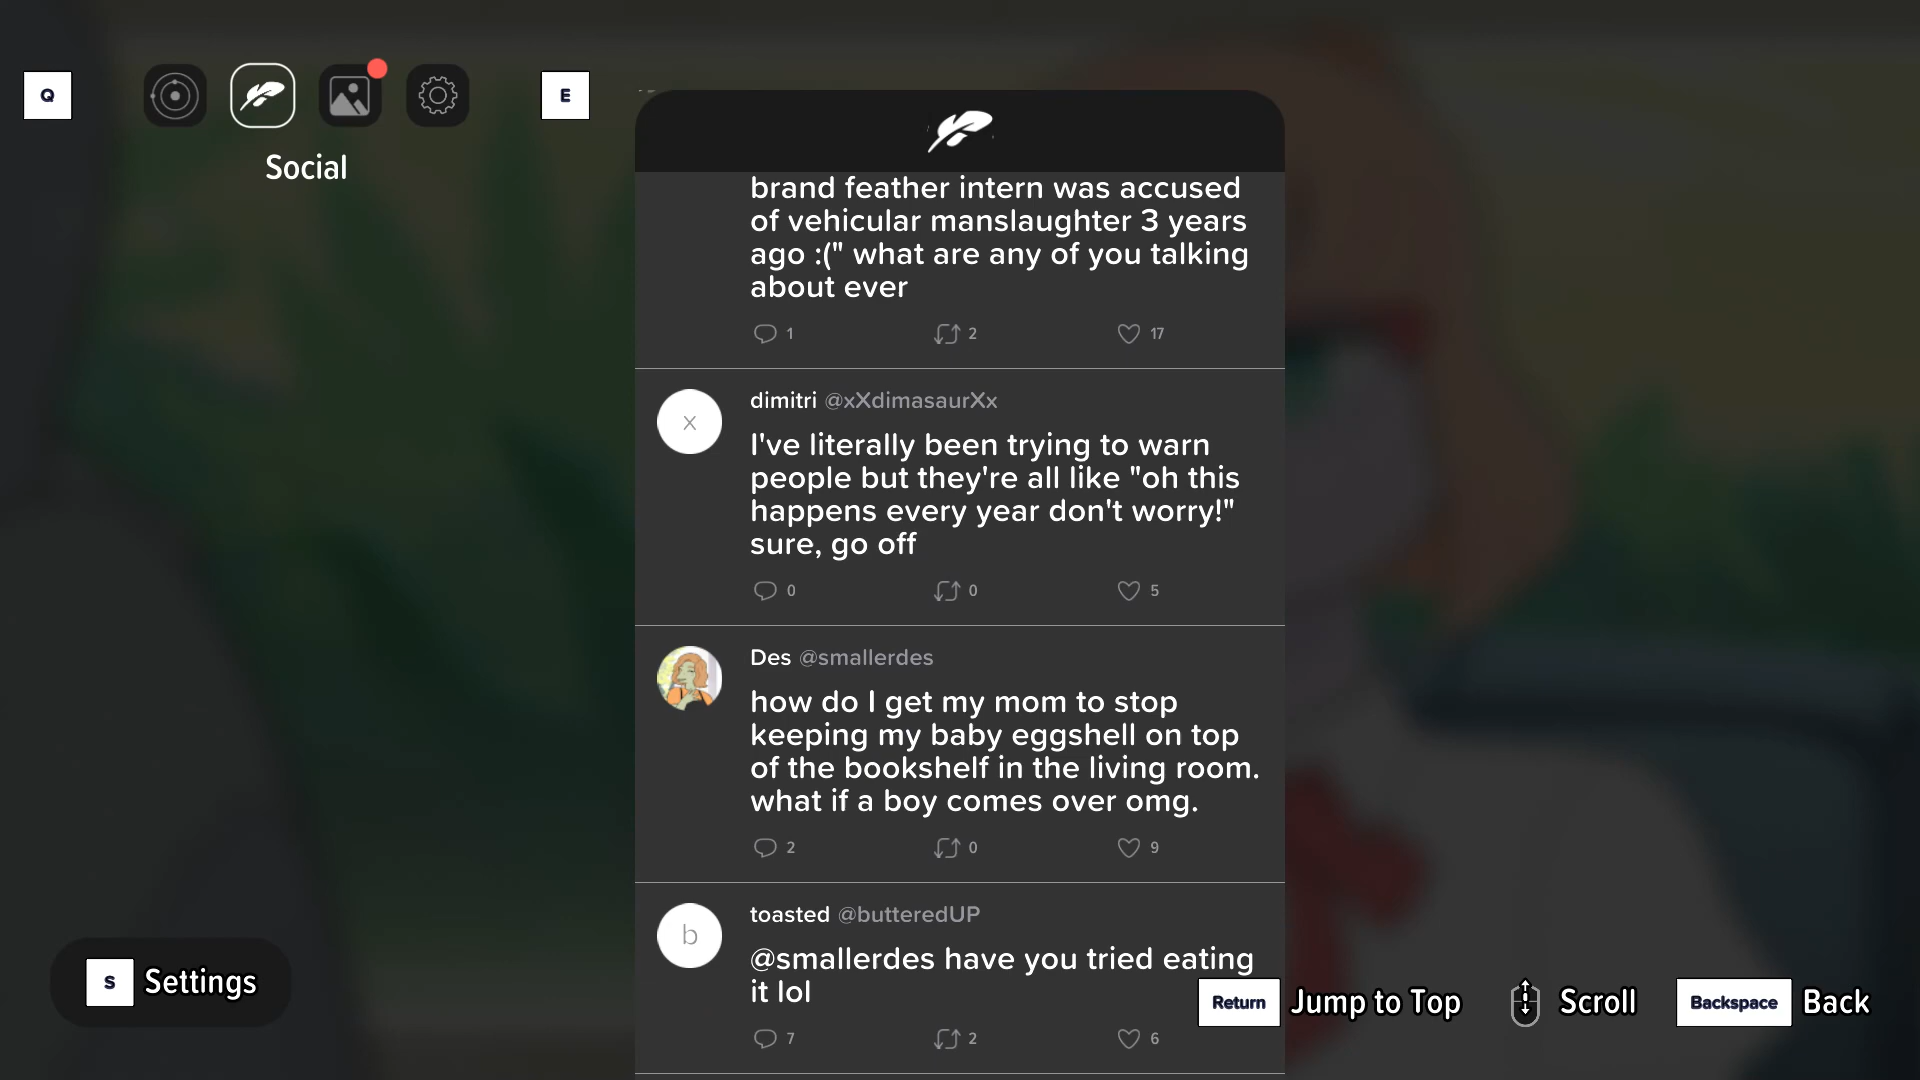 Q
E
Social
brand feather intern was accused
of vehicular manslaughter 3 years
ago :(" what are any of you talking
about ever
1 2 17
x
dimitri @xXdimasaurXx
I've literally been trying to warn
people but they're all like "oh this
happens every year don't worry!"
sure, go off
0 0 5
Des @smallerdes
how do I get my mom to stop
keeping my baby eggshell on top
of the bookshelf in the living room.
what if a boy comes over omg.
2 0 9
b
toasted @butteredUP
@smallerdes have you tried eating
it lol
7 2 6
S Settings
Return Jump to Top Scroll Backspace Back